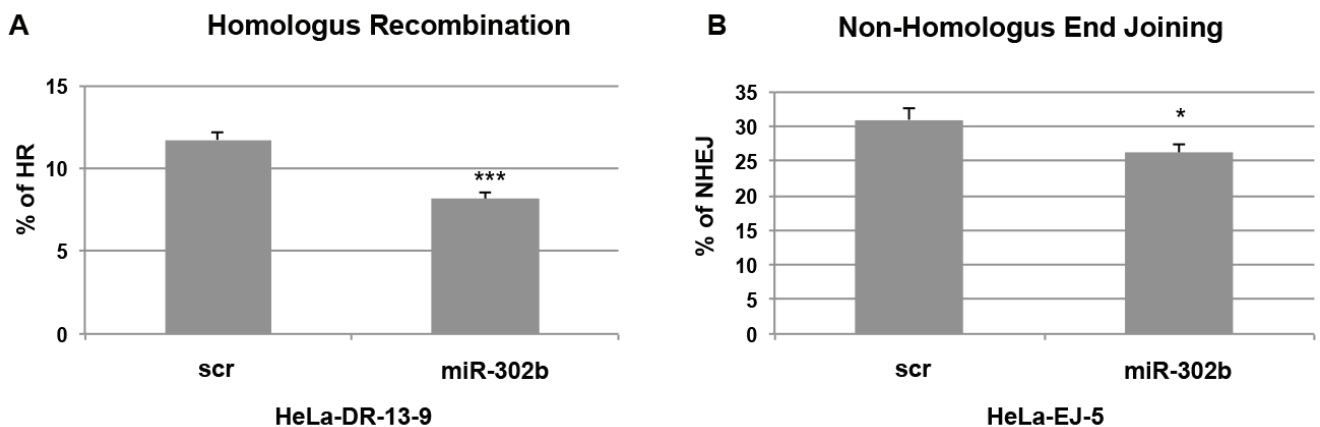 A Homologus Recombination
% of HR
15
10
5
0
***
scr miR-302b
HeLa-DR-13-9
B Non-Homologus End Joining
% of NHEJ
35
30
25
20
15
10
5
0
*
scr miR-302b
HeLa-EJ-5